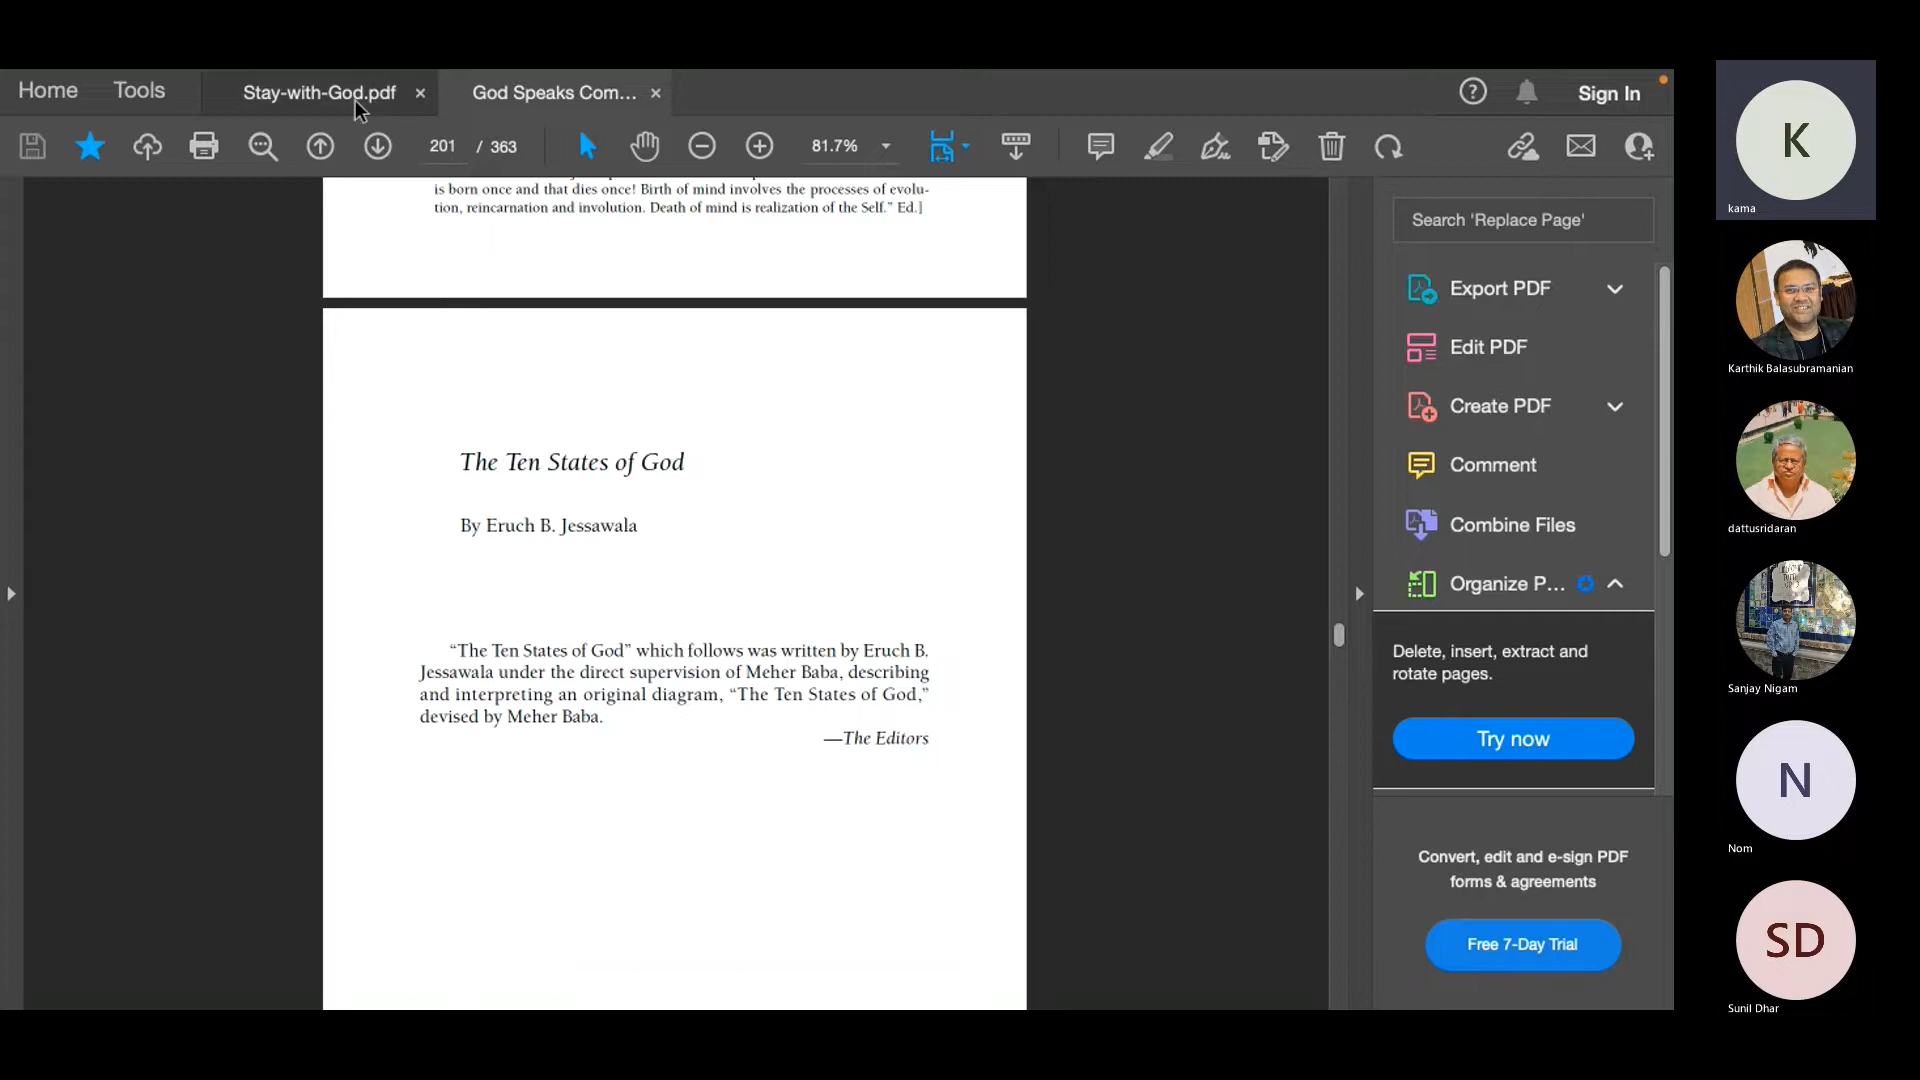 Home
Tools
Stay-with-God.pdf
God Speaks Com...
Sign In
201 / 363
81.7%
is born once and that dies once! Birth of mind involves the processes of evolu-
tion, reincarnation and involution. Death of mind is realization of the Self.” Ed.]
The Ten States of God
By Eruch B. Jessawala
“The Ten States of God” which follows was written by Eruch B.
Jessawala under the direct supervision of Meher Baba, describing
and interpreting an original diagram, “The Ten States of God,”
devised by Meher Baba.
—The Editors
Search 'Replace Page'
Export PDF
Edit PDF
Create PDF
Comment
Combine Files
Organize P...
Delete, insert, extract and
rotate pages.
Try now
Convert, edit and e-sign PDF
forms & agreements
Free 7-Day Trial
K
kama
Karthik Balasubramanian
dattusridaran
Sanjay Nigam
N
Nom
SD
Sunil Dhar